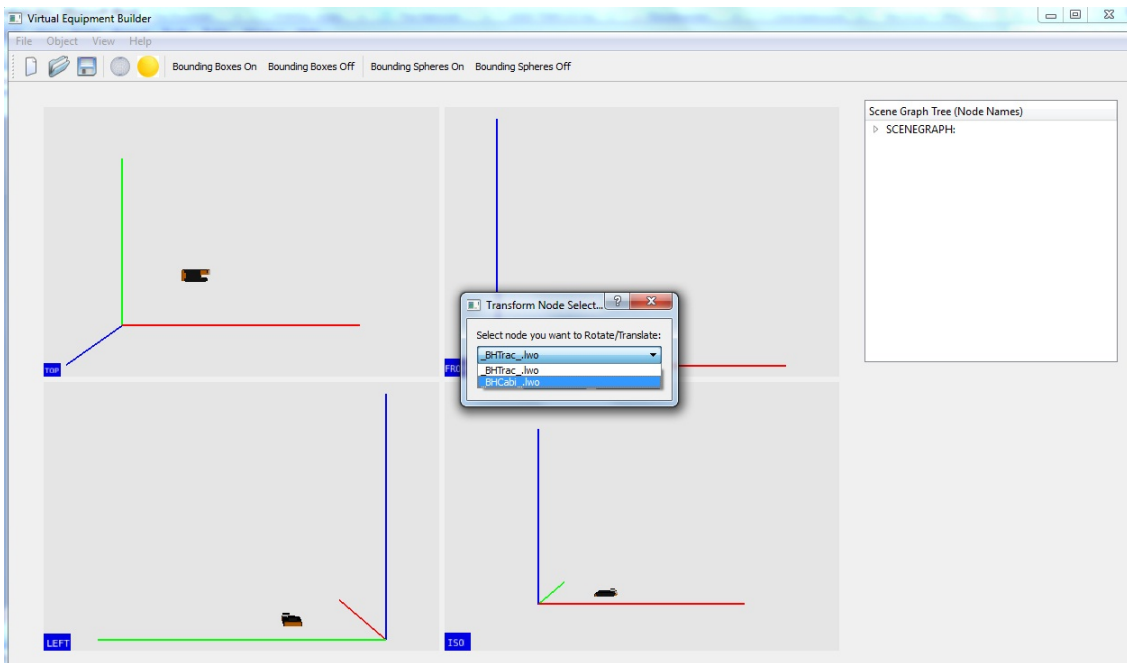 Virtual Equipment Builder
File Object View Help
Bounding Boxes On Bounding Boxes Off Bounding Spheres On Bounding Spheres Off
Scene Graph Tree (Node Names)
SCENEGRAPH:
TOP
FRO
Transform Node Select...
Select node you want to Rotate/Translate:
_BHTrac_.lwo
_BHTrac_.lwo
_BHCabi_.lwo
LEFT
ISO